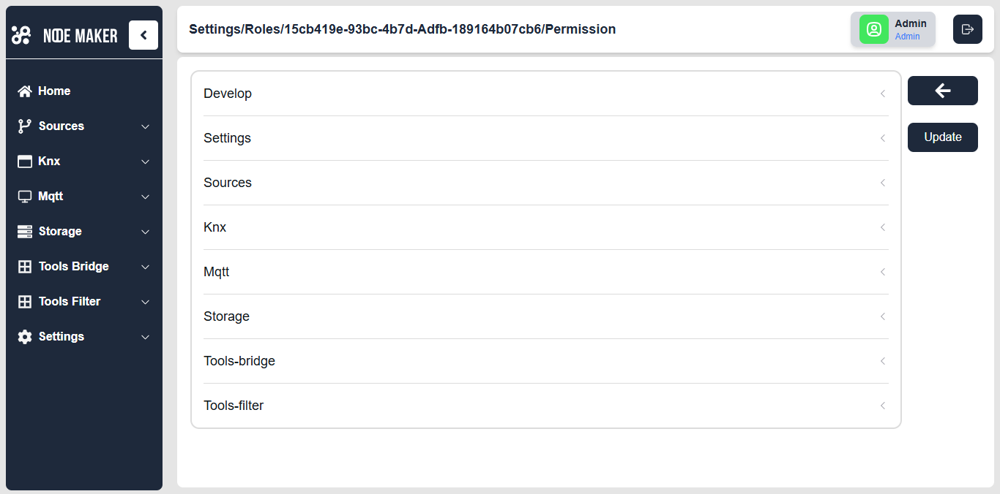 NODE MAKER
Settings/Roles/15cb419e-93bc-4b7d-Adfb-189164b07cb6/Permission
Admin
Admin
Home
Sources
Knx
Mqtt
Storage
Tools Bridge
Tools Filter
Settings
Develop
Settings
Sources
Knx
Mqtt
Storage
Tools-bridge
Tools-filter
Update